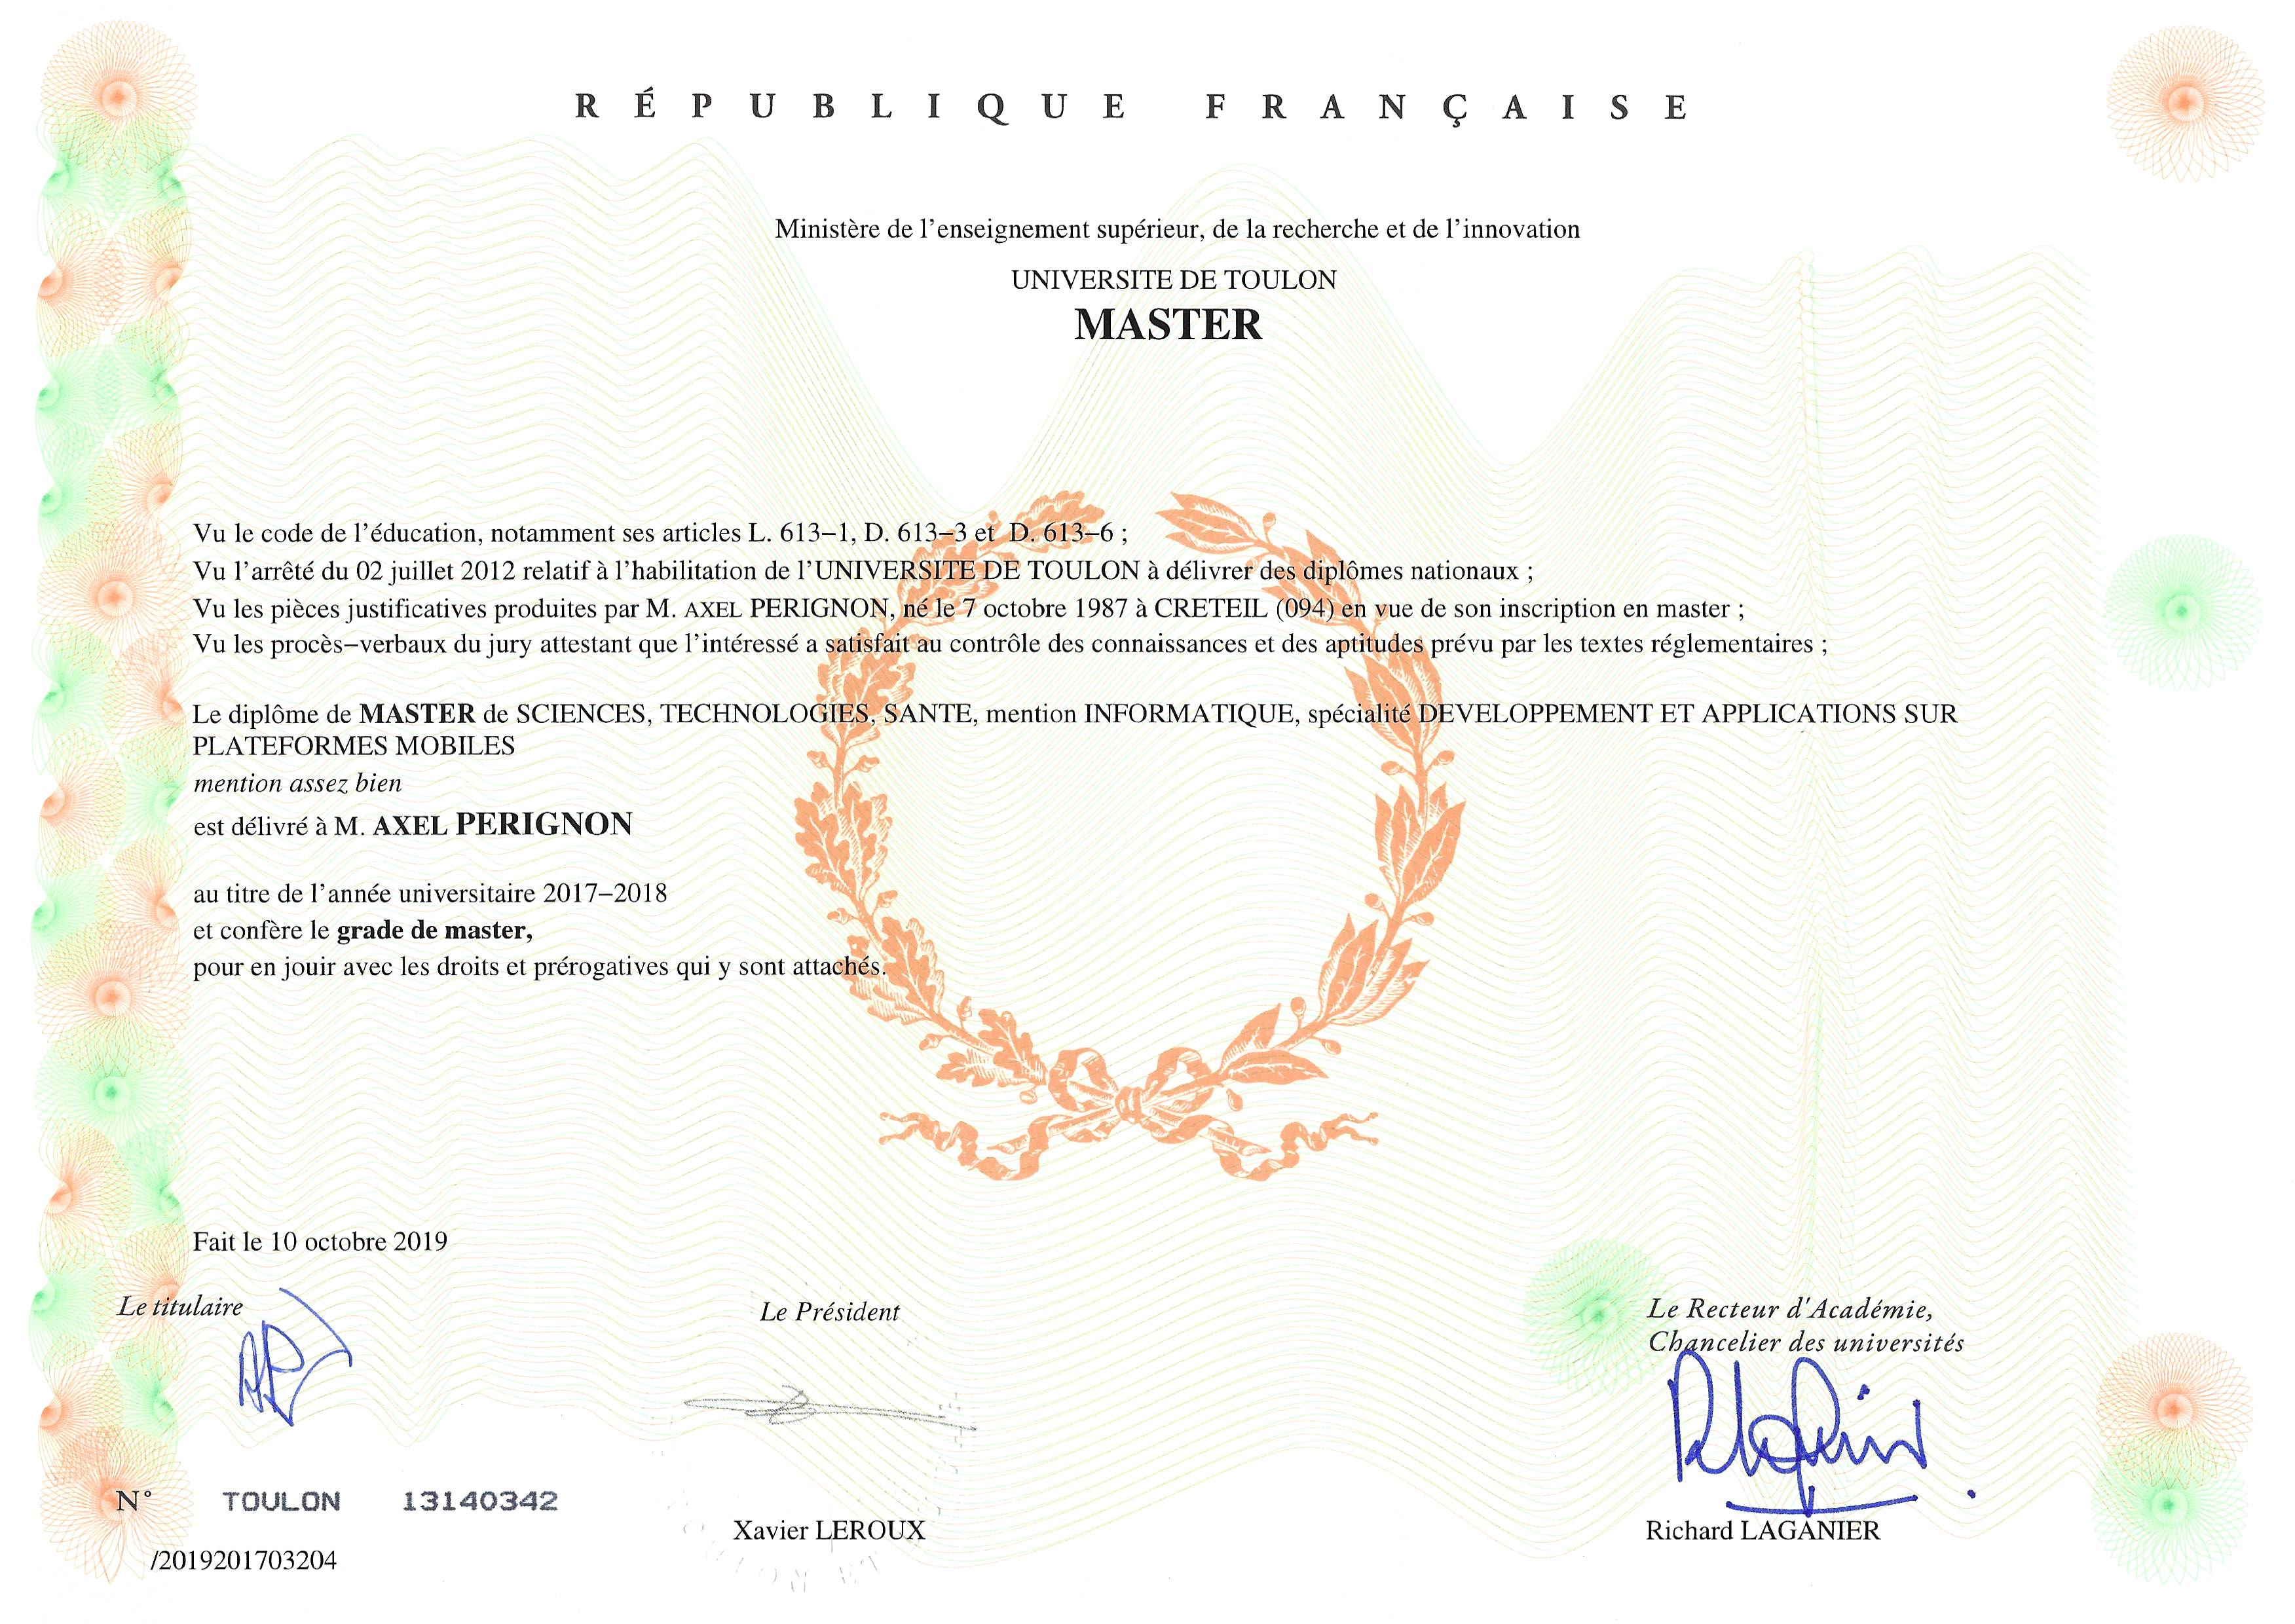 RÉPUBLIQUE FRANÇAISE
Ministère de l'enseignement supérieur, de la recherche et de l'innovation
UNIVERSITE DE TOULON
MASTER
Vu le code de l'éducation, notamment ses articles L. 613–1, D. 613–3 et D. 613–6 ;
Vu l'arrêté du 02 juillet 2012 relatif à l'habilitation de l'UNIVERSITE DE TOULON à délivrer des diplômes nationaux ;
Vu les pièces justificatives produites par M. AXEL PERIGNON, né le 7 octobre 1987 à CRETEIL (094) en vue de son inscription en master ;
Vu les procès–verbaux du jury attestant que l'intéressé a satisfait au contrôle des connaissances et des aptitudes prévu par les textes réglementaires ;
Le diplôme de MASTER de SCIENCES, TECHNOLOGIES, SANTE, mention INFORMATIQUE, spécialité DEVELOPPEMENT ET APPLICATIONS SUR
PLATEFORMES MOBILES
mention assez bien
est délivré à M. AXEL PERIGNON
au titre de l'année universitaire 2017–2018
et confère le grade de master,
pour en jouir avec les droits et prérogatives qui y sont attachés.
Fait le 10 octobre 2019
Le titulaire
Le Président
Le Recteur d'Académie,
Chancelier des universités
N° TOULON 13140342
Xavier LEROUX
Richard LAGANIER
/2019201703204